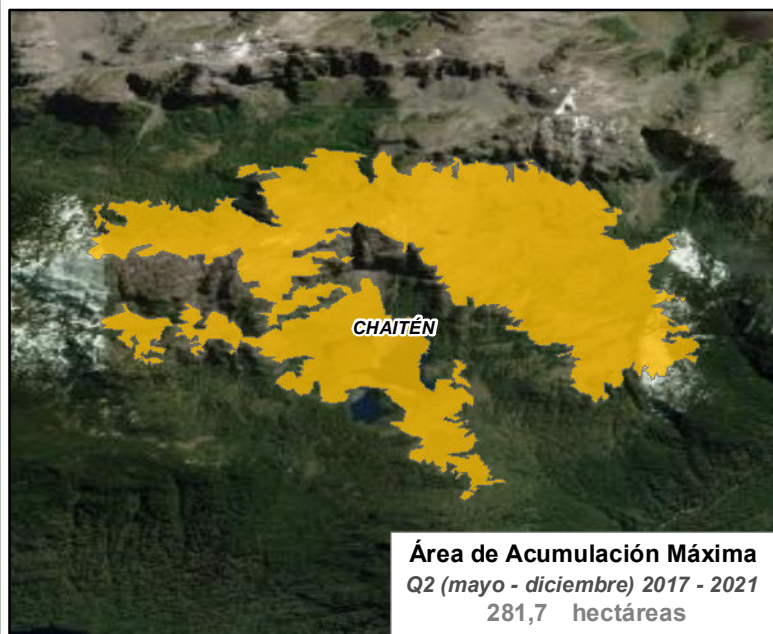 CHAITÉN
Área de Acumulación Máxima
Q2 (mayo - diciembre) 2017 - 2021
281,7 hectáreas